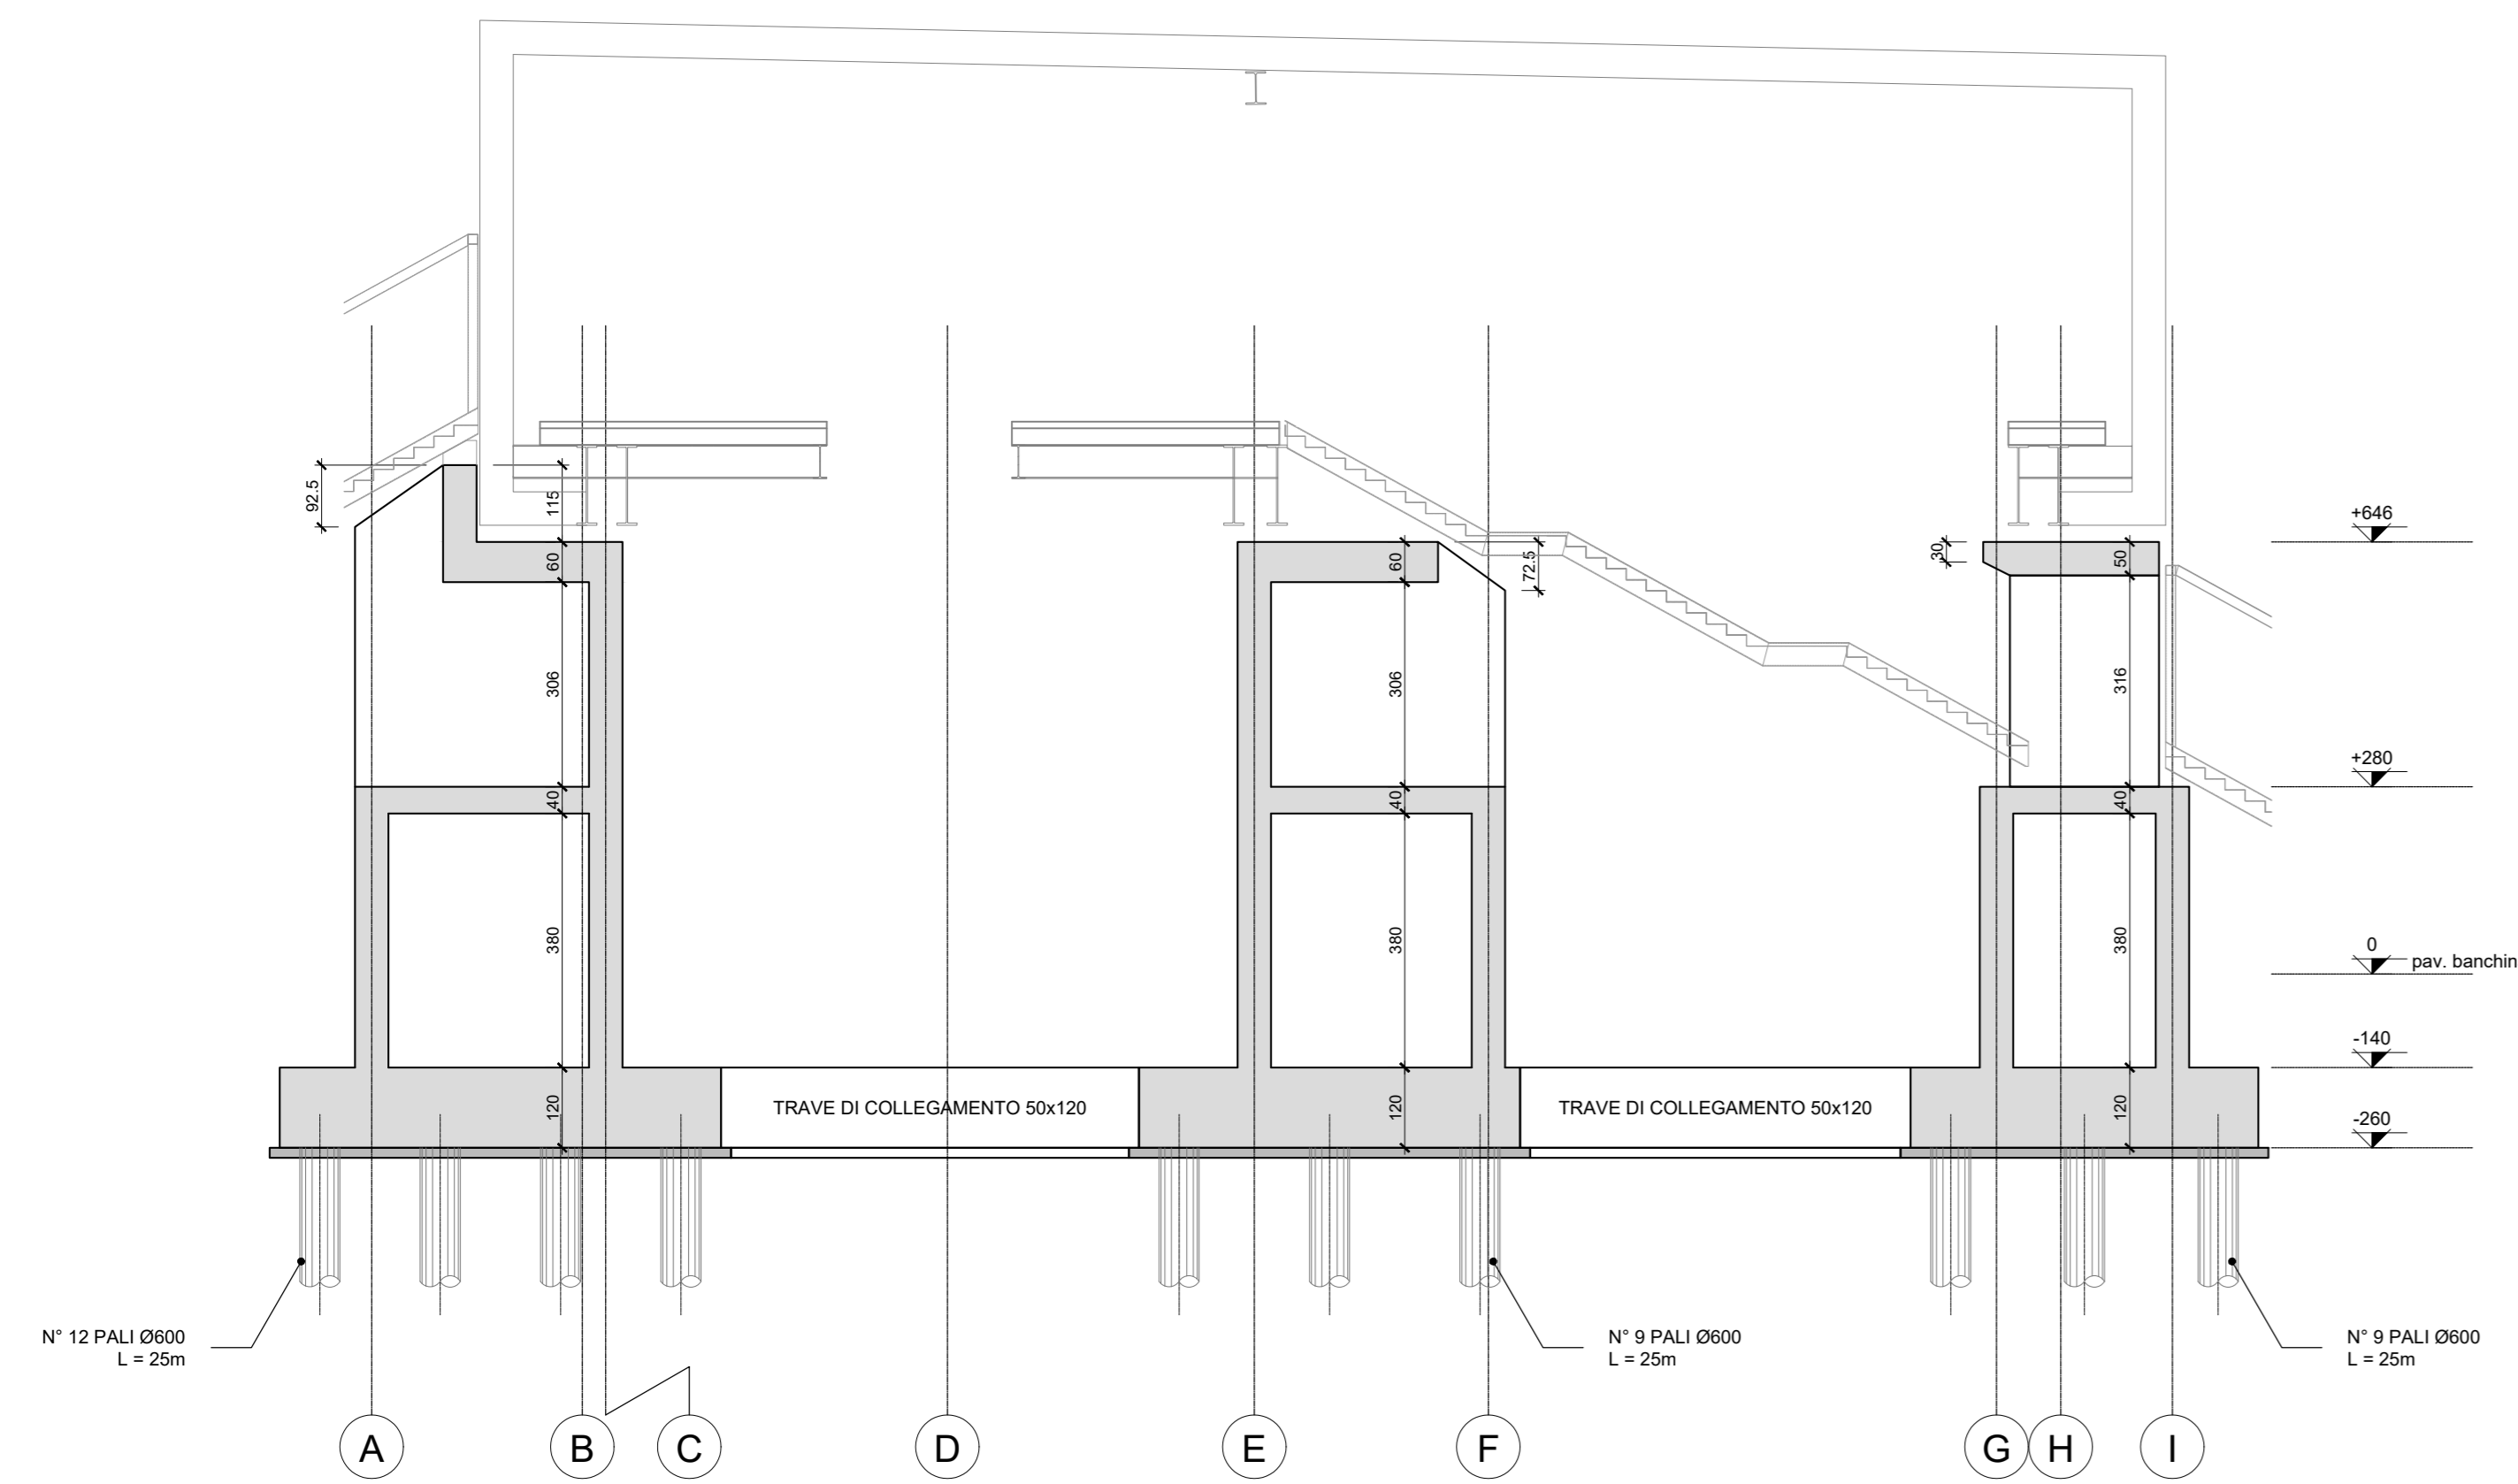 92.5
115
60
306
40
380
120
60
72.5
306
40
380
120
30
50
316
40
380
120
+646
+280
0
pav. banchin
-140
-260
TRAVE DI COLLEGAMENTO 50x120
TRAVE DI COLLEGAMENTO 50x120
N° 12 PALI Ø600
L = 25m
N° 9 PALI Ø600
L = 25m
N° 9 PALI Ø600
L = 25m
A B C D E F G H I